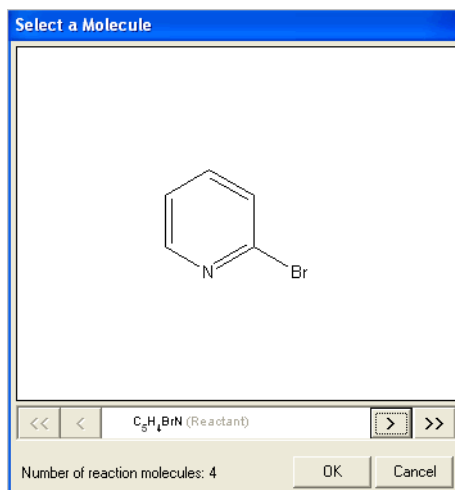 Select a Molecule
Br
N
<< < C₅H₄BrN (Reactant) > >>
Number of reaction molecules: 4 OK Cancel